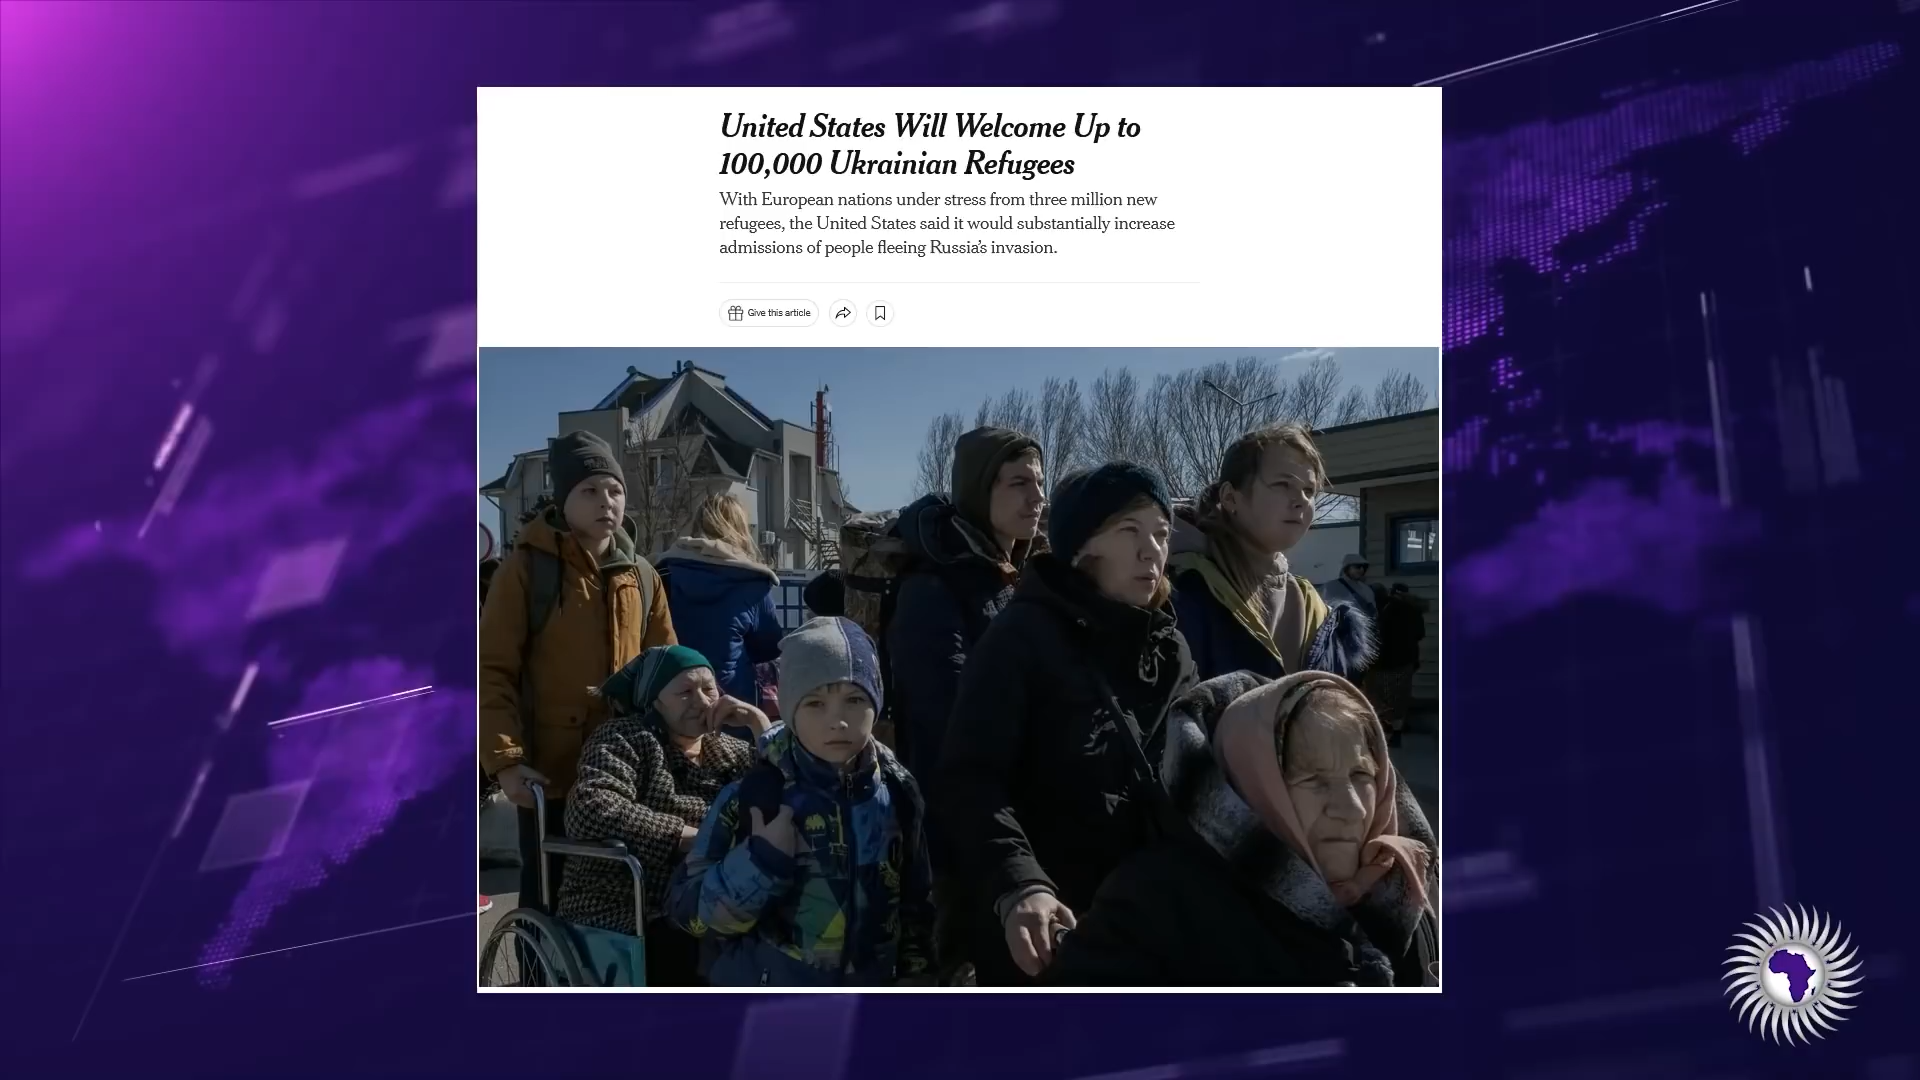 United States Will Welcome Up to
100,000 Ukrainian Refugees
With European nations under stress from three million new
refugees, the United States said it would substantially increase
admissions of people fleeing Russia's invasion.
Give this article